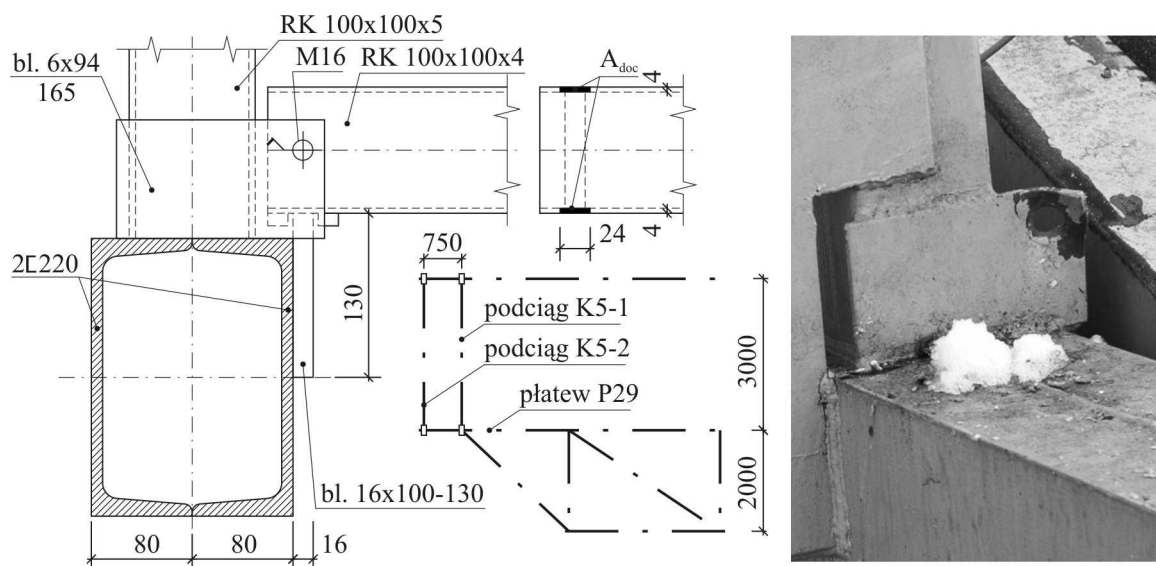 RK 100x100x5
bl. 6x94
165
M16
RK 100x100x4
A_doc
4
4
24
2[220
750
130
podciąg K5-1
podciąg K5-2
płatew P29
3000
2000
bl. 16x100-130
80
80
16